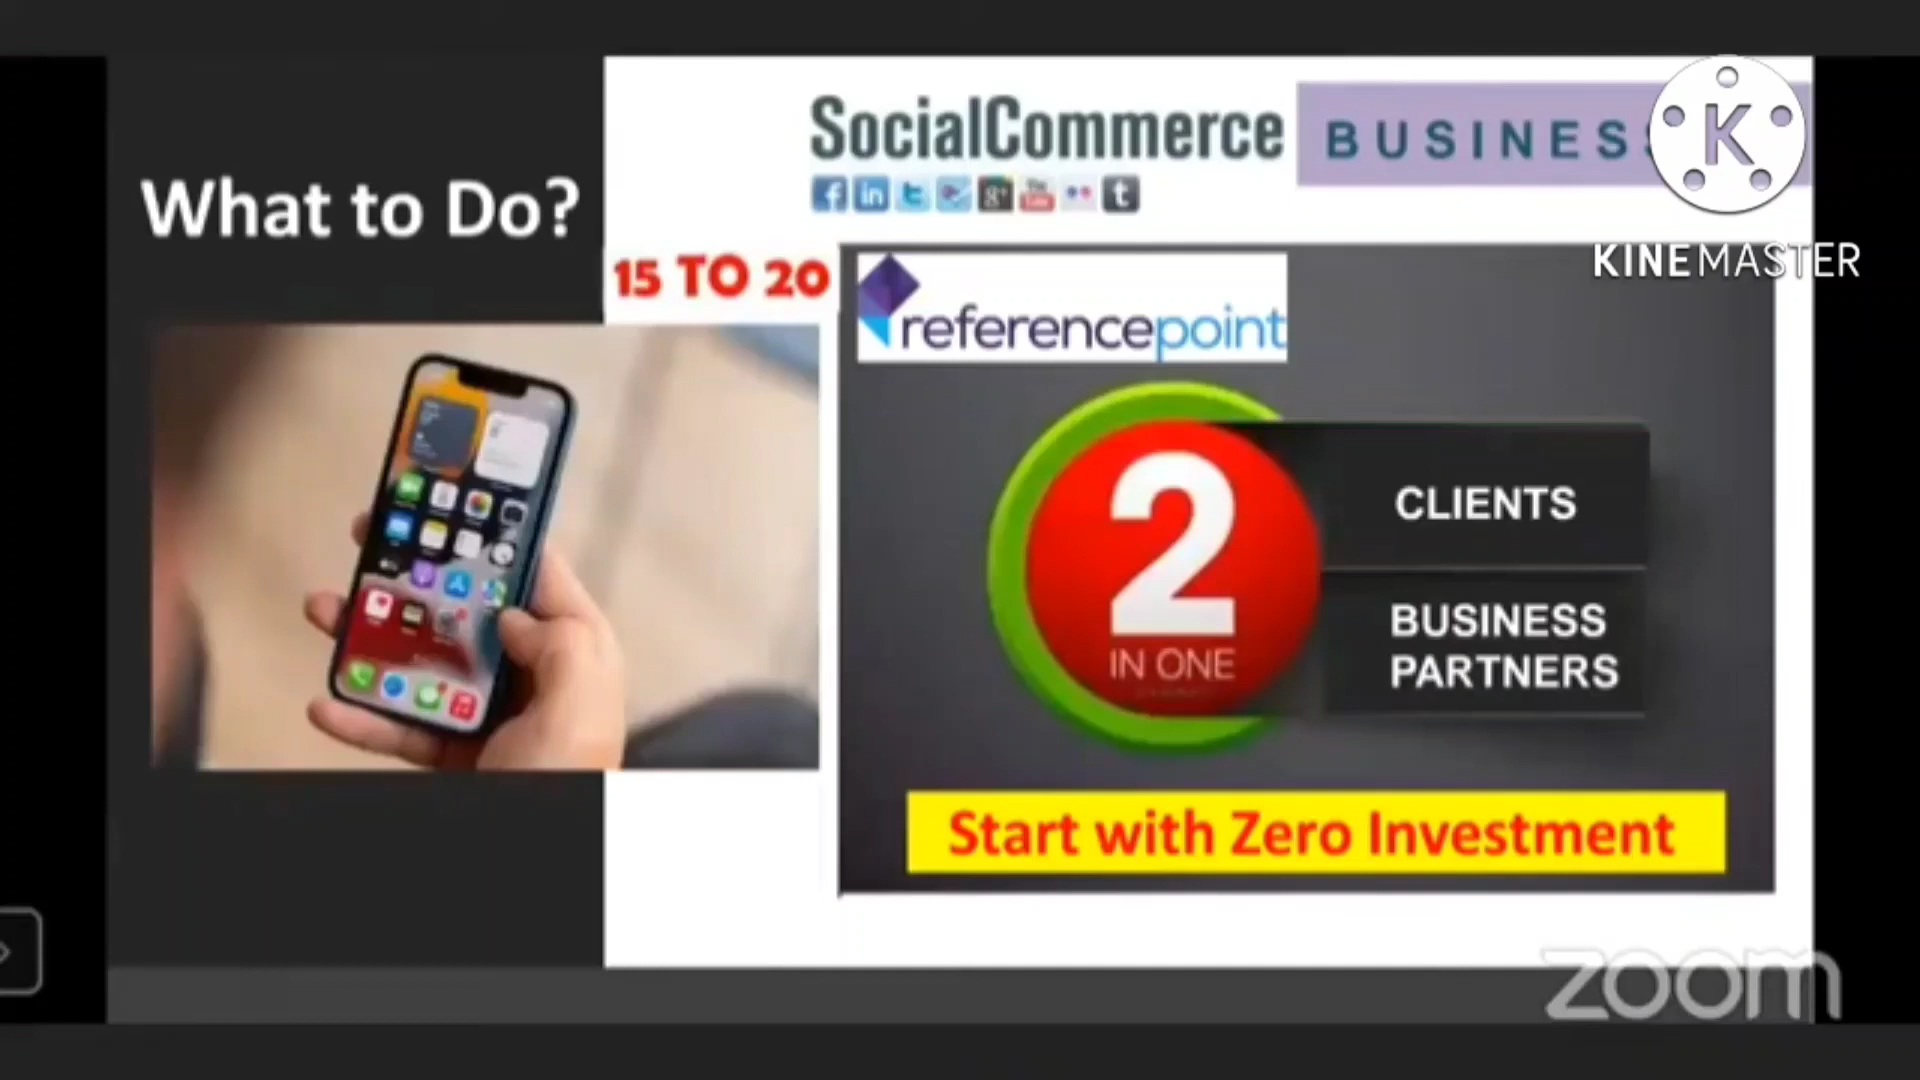 SocialCommerce
BUSINES
K
KINEMASTER
What to Do?
15 TO 20
referencepoint
2
IN ONE
CLIENTS
BUSINESS
PARTNERS
Start with Zero Investment
zoom